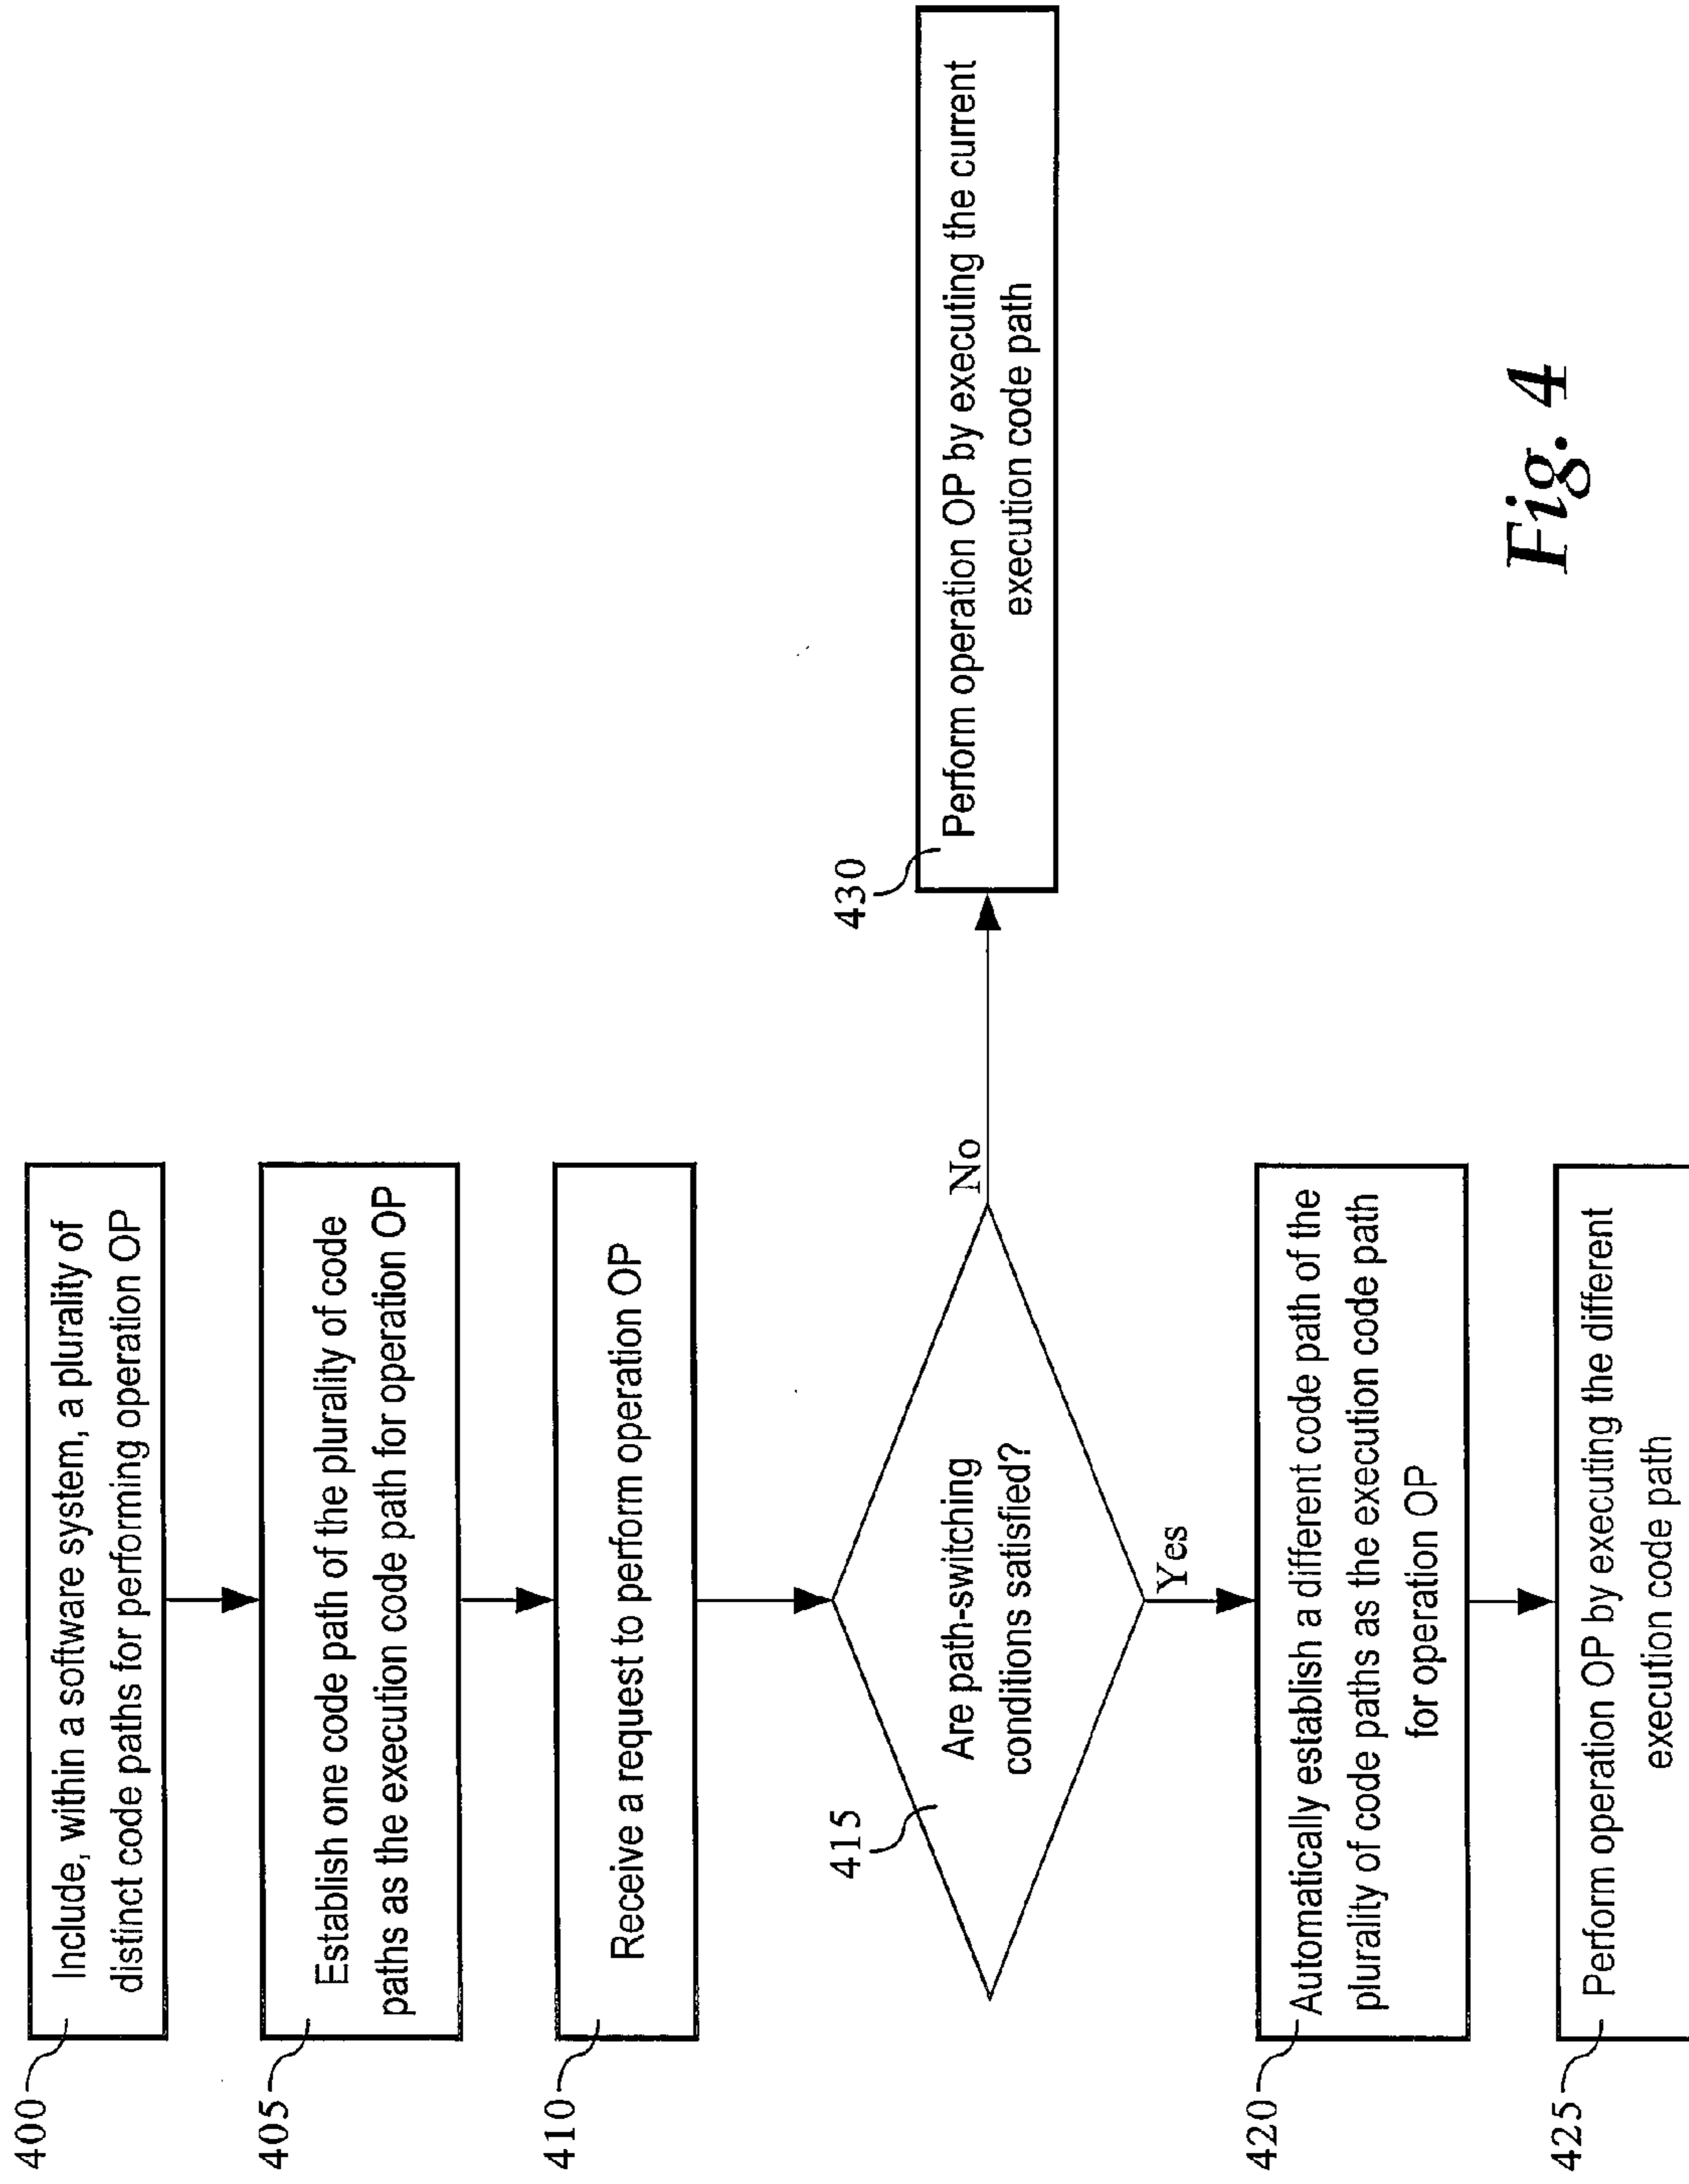 400
Include, within a software system, a plurality of
distinct code paths for performing operation OP
405
Establish one code path of the plurality of code
paths as the execution code path for operation OP
410
Receive a request to perform operation OP
415
Are path-switching
conditions satisfied?
No
430
Perform operation OP by executing the current
execution code path
Yes
420
Automatically establish a different code path of the
plurality of code paths as the execution code path
for operation OP
425
Perform operation OP by executing the different
execution code path
Fig. 4